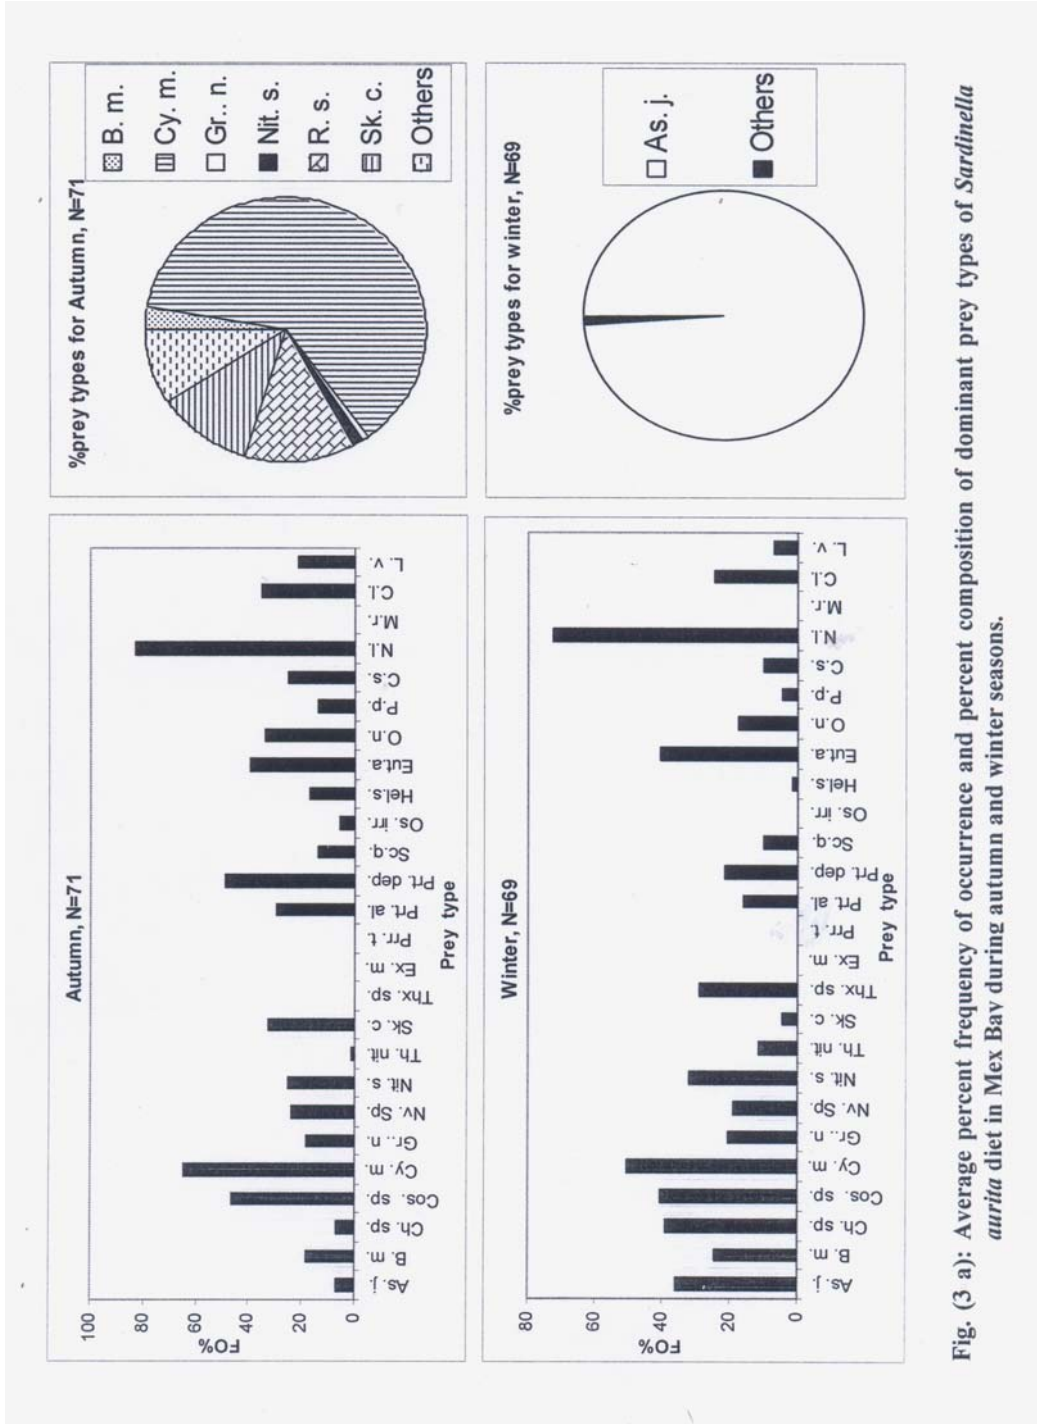 Autumn, N=71
100
80
60
40
20
0
FO%
As. j.
B. m.
Ch. sp.
Cos. sp.
Cy. m.
Gr.. n.
Nv. Sp.
Nit. s.
Th. nit.
Sk. c.
Thx. sp.
Ex. m.
Prr. t.
Prt. al.
Prt. dep.
Sc.q.
Os. irr.
Hel.s.
Eut.a.
O.n.
P.p.
C.s.
N.l.
M.r.
C.l.
L. v.
Prey type
%prey types for Autumn, N=71
B. m.
Cy. m.
Gr.. n.
Nit. s.
R. s.
Sk. c.
Others
Winter, N=69
80
60
40
20
0
FO%
As. j.
B. m.
Ch. sp.
Cos. sp.
Cy. m.
Gr.. n.
Nv. Sp.
Nit. s.
Th. nit.
Sk. c.
Thx. sp.
Ex. m.
Prr. t.
Prt. al.
Prt. dep.
Sc.q.
Os. irr.
Hel.s.
Eut.a.
O.n.
P.p.
C.s.
N.l.
M.r.
C.l.
L. v.
Prey type
%prey types for winter, N=69
As. j.
Others
Fig. (3 a): Average percent frequency of occurrence and percent composition of dominant prey types of Sardinella
aurita diet in Mex Bay during autumn and winter seasons.